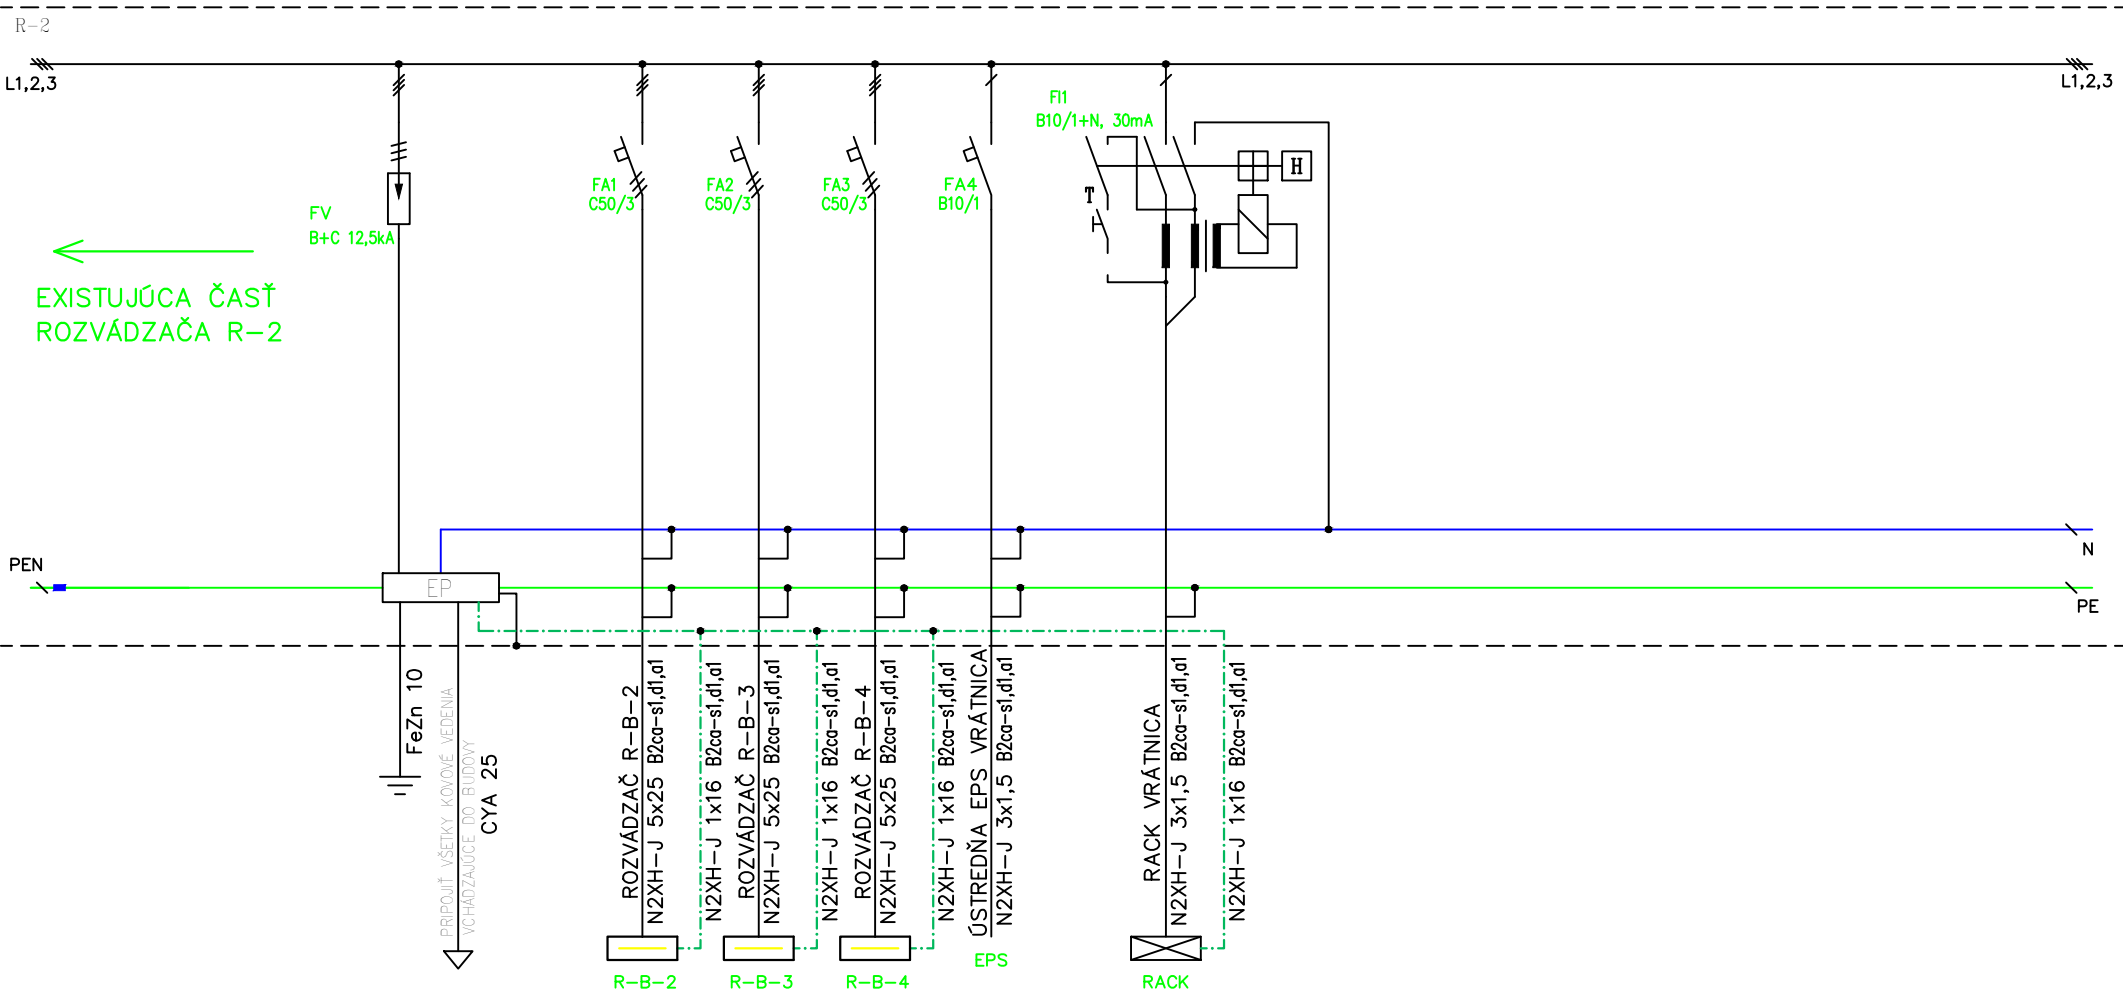 R-2
L1,2,3
L1,2,3
FI1
B10/1+N, 30mA
H
T
FA1
C50/3
FA2
C50/3
FA3
C50/3
FA4
B10/1
FV
B+C 12,5kA
EXISTUJÚCA ČASŤ
ROZVÁDZAČA R-2
N
PEN
EP
PE
FeZn 10
PRIPOJIŤ VŠETKY KOVOVÉ VEDENIA
VCHÁDZAJÚCE DO BUDOVY
CYA 25
ROZVÁDZAČ R-B-2
N2XH-J 5x25 B2ca-s1,d1,a1
N2XH-J 1x16 B2ca-s1,d1,a1
ROZVÁDZAČ R-B-3
N2XH-J 5x25 B2ca-s1,d1,a1
N2XH-J 1x16 B2ca-s1,d1,a1
ROZVÁDZAČ R-B-4
N2XH-J 5x25 B2ca-s1,d1,a1
N2XH-J 1x16 B2ca-s1,d1,a1
ÚSTREDŇA EPS VRÁTNICA
N2XH-J 3x1,5 B2ca-s1,d1,a1
RACK VRÁTNICA
N2XH-J 3x1,5 B2ca-s1,d1,a1
N2XH-J 1x16 B2ca-s1,d1,a1
R-B-2
R-B-3
R-B-4
EPS
RACK